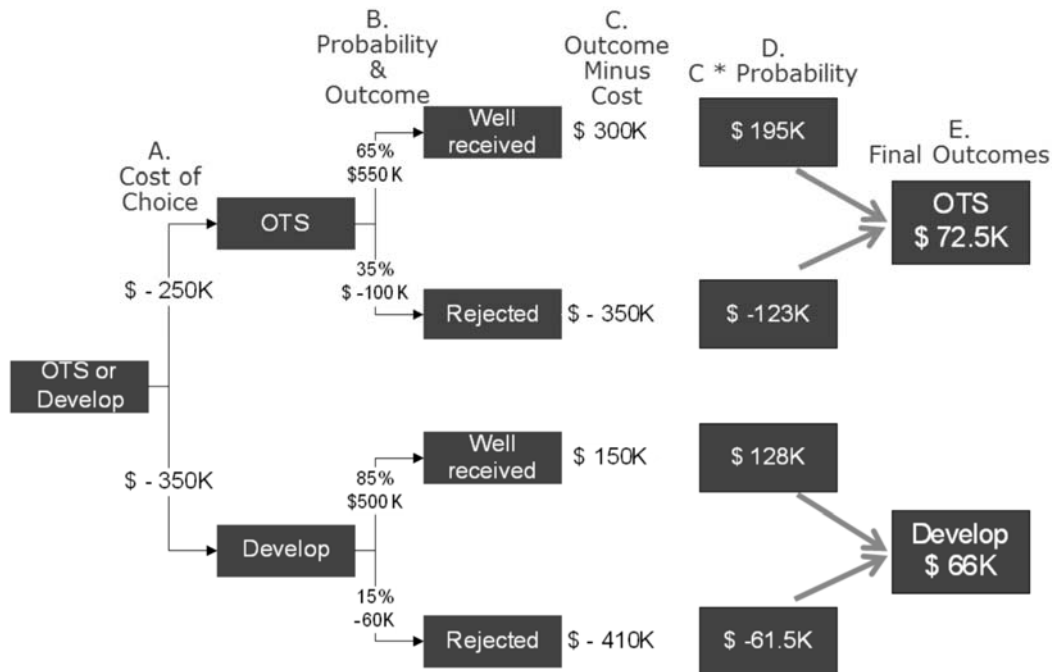 A.
Cost of
Choice
B.
Probability
&
Outcome
C.
Outcome
Minus
Cost
D.
C * Probability
E.
Final Outcomes
OTS or
Develop
$ - 250K
OTS
65%
$550 K
Well
received
$ 300K
$ 195K
35%
$ -100 K
Rejected
$ - 350K
$ -123K
OTS
$ 72.5K
$ - 350K
Develop
85%
$500 K
Well
received
$ 150K
$ 128K
15%
-60K
Rejected
$ - 410K
$ -61.5K
Develop
$ 66K